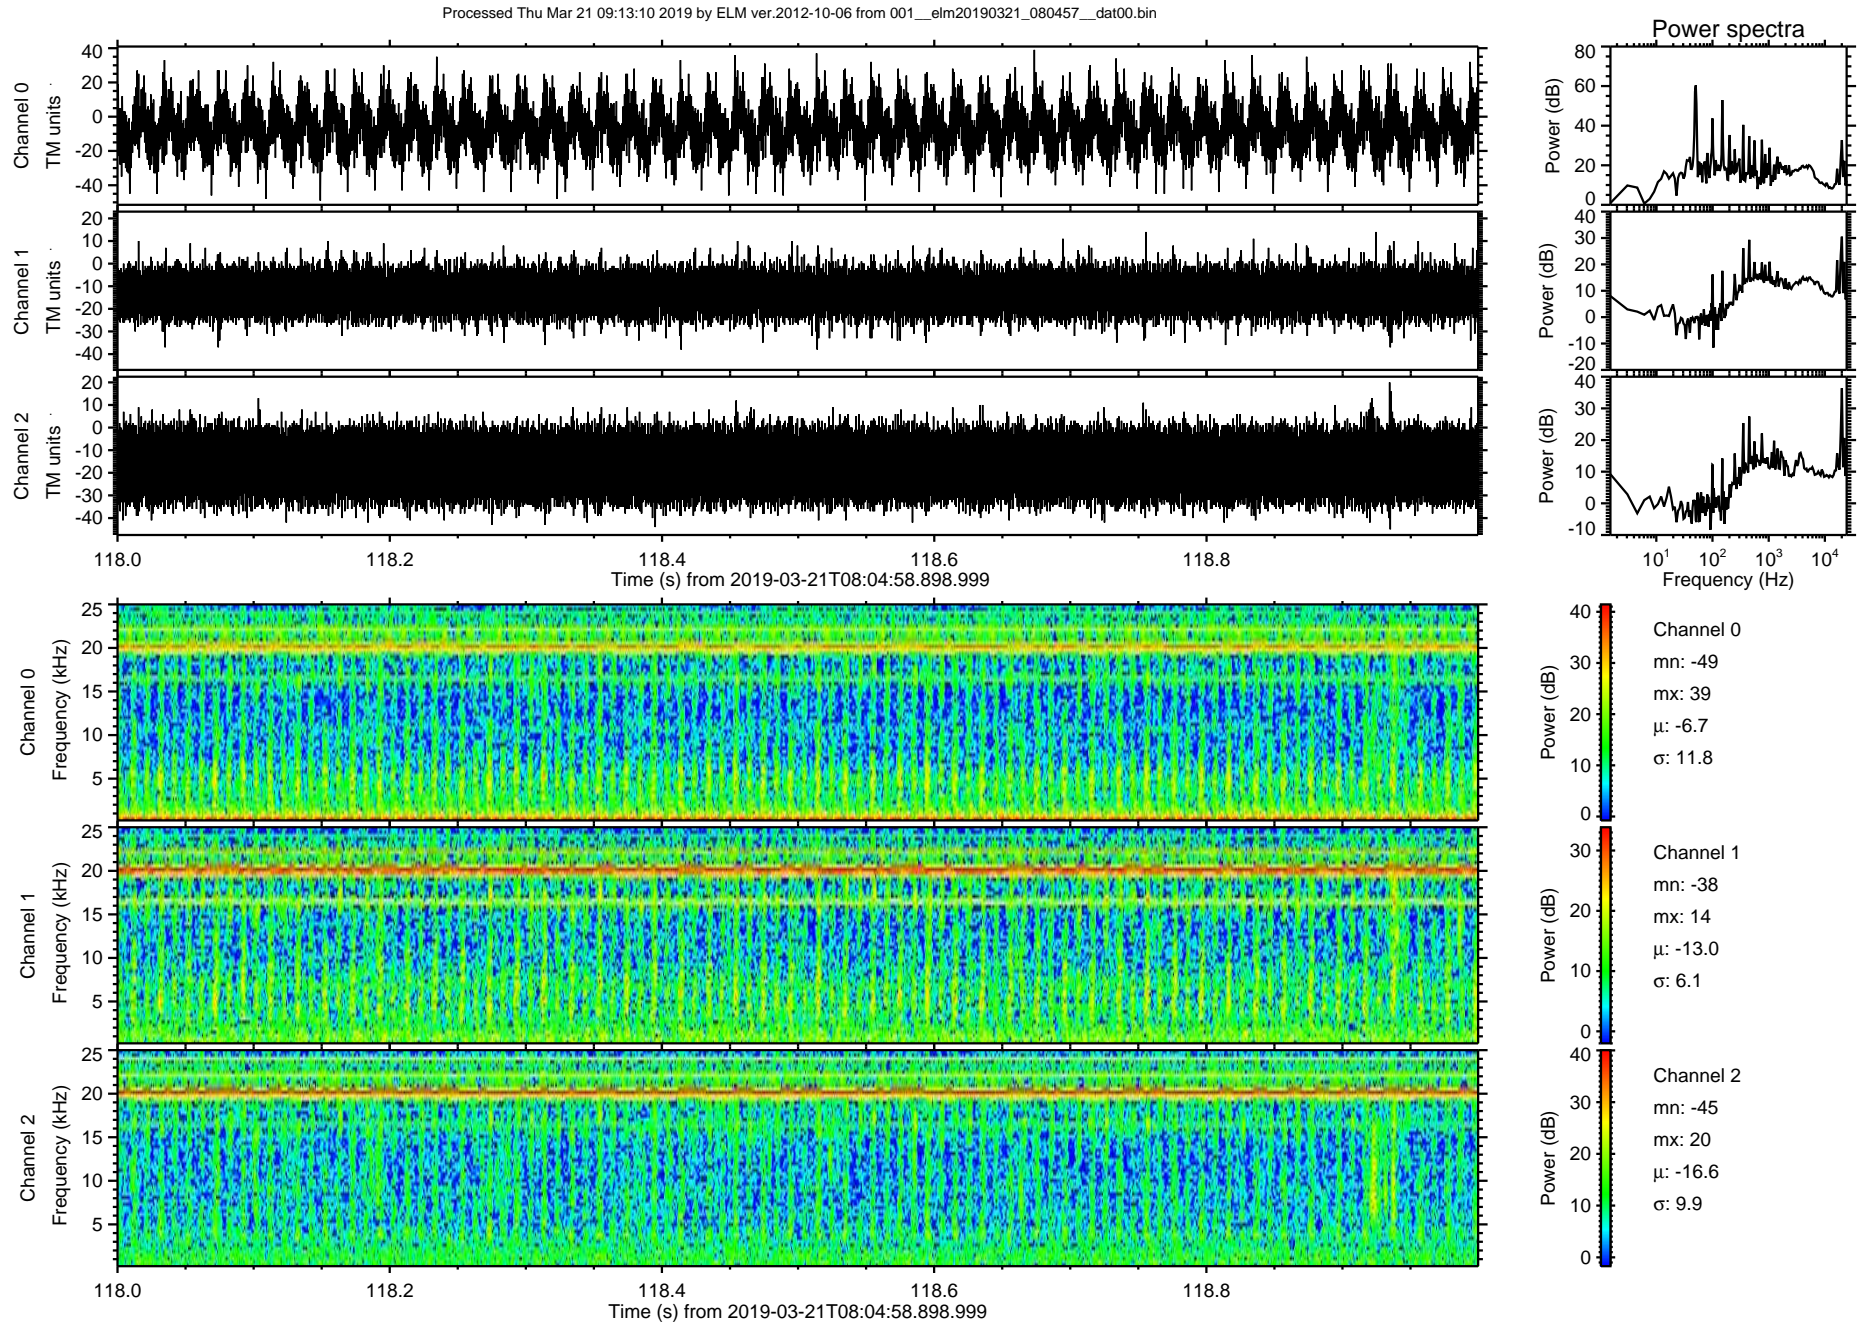 Processed Thu Mar 21 09:13:10 2019 by ELM ver.2012-10-06 from 001__elm20190321_080457__dat00.bin
Power spectra
Channel 0
TM units
40
20
0
-20
-40
Power (dB)
80
60
40
20
0
Channel 1
TM units
20
10
0
-10
-20
-30
-40
Power (dB)
40
30
20
10
0
-10
-20
Channel 2
TM units
20
10
0
-10
-20
-30
-40
Power (dB)
40
30
20
10
0
-10
118.0 118.2 118.4 118.6 118.8
Time (s) from 2019-03-21T08:04:58.898.999
10¹ 10² 10³ 10⁴
Frequency (Hz)
Channel 0
Frequency (kHz)
25
20
15
10
5
Power (dB)
40
30
20
10
0
Channel 0
mn: -49
mx: 39
μ: -6.7
σ: 11.8
Channel 1
Frequency (kHz)
25
20
15
10
5
Power (dB)
30
20
10
0
Channel 1
mn: -38
mx: 14
μ: -13.0
σ: 6.1
Channel 2
Frequency (kHz)
25
20
15
10
5
Power (dB)
40
30
20
10
0
Channel 2
mn: -45
mx: 20
μ: -16.6
σ: 9.9
118.0 118.2 118.4 118.6 118.8
Time (s) from 2019-03-21T08:04:58.898.999